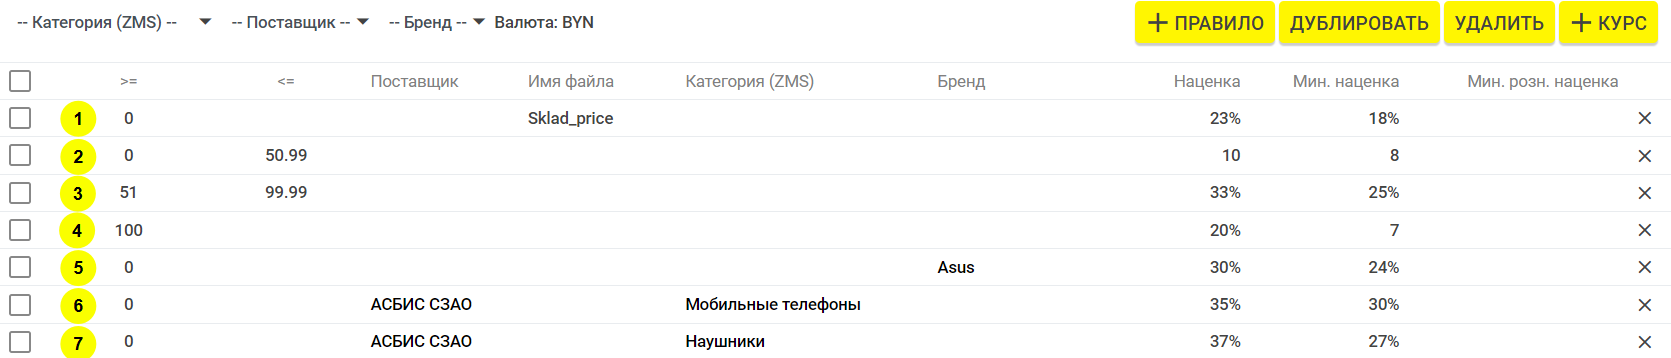 -- Категория (ZMS) -- -- Поставщик -- -- Бренд -- Валюта: BYN + ПРАВИЛО ДУБЛИРОВАТЬ УДАЛИТЬ + КУРС
>= <= Поставщик Имя файла Категория (ZMS) Бренд Наценка Мин. наценка Мин. розн. наценка
1 0 Sklad_price 23% 18% ×
2 0 50.99 10 8 ×
3 51 99.99 33% 25% ×
4 100 20% 7 ×
5 0 Asus 30% 24% ×
6 0 АСБИС СЗАО Мобильные телефоны 35% 30% ×
7 0 АСБИС СЗАО Наушники 37% 27% ×